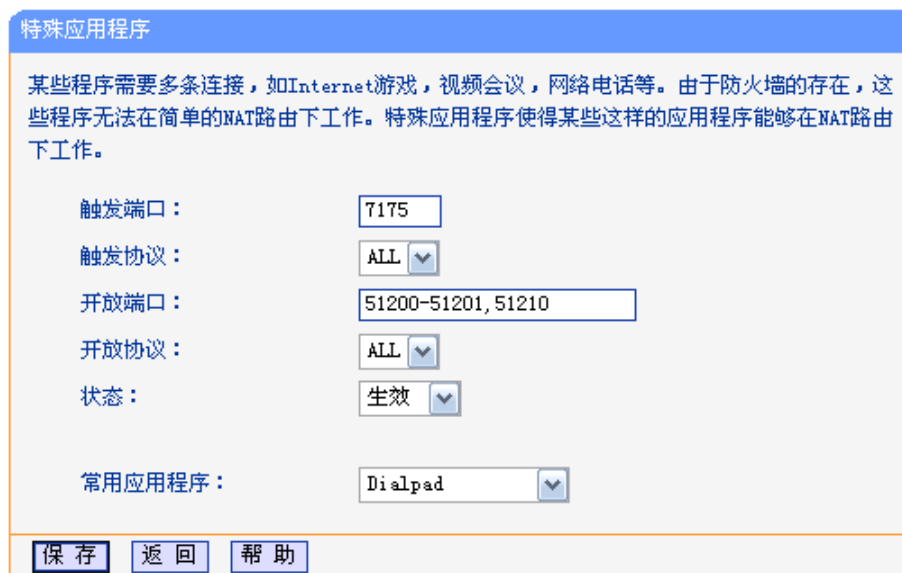 特殊应用程序
某些程序需要多条连接，如Internet游戏，视频会议，网络电话等。由于防火墙的存在，这
些程序无法在简单的NAT路由下工作。特殊应用程序使得某些这样的应用程序能够在NAT路由
下工作。
触发端口： 7175
触发协议： ALL
开放端口： 51200-51201,51210
开放协议： ALL
状态： 生效
常用应用程序： Dialpad
保 存 返 回 帮 助